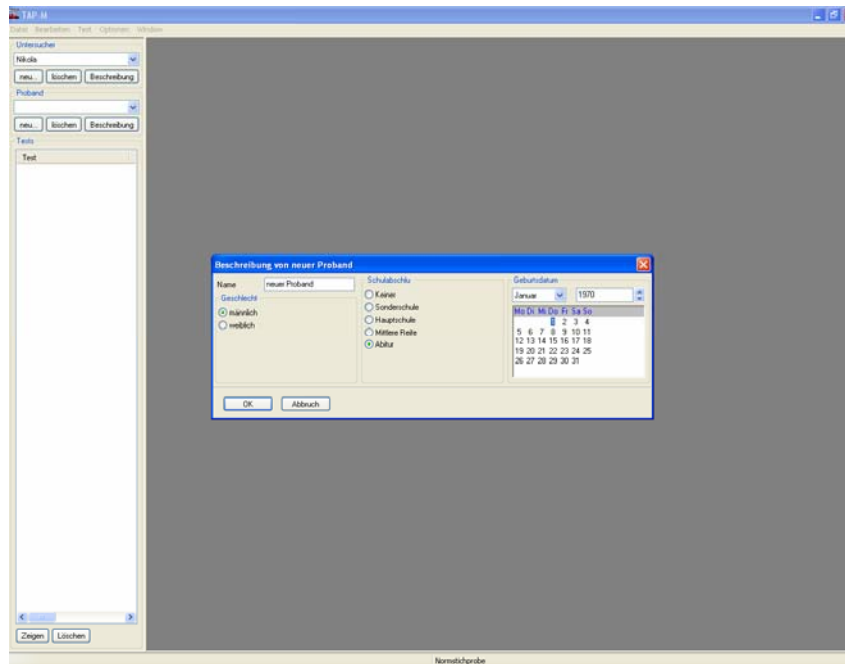 TAP-M
Datei Bearbeiten Test Optionen Window
Untersucher
Nikola
neu... löschen Beschreibung
Proband
neu... löschen Beschreibung
Tests
Test
Beschreibung von neuer Proband
Name neuer Proband
Geschlecht
männlich
weiblich
Schulabschlu
Keiner
Sonderschule
Hauptschule
Mittlere Reife
Abitur
Geburtsdatum
Januar 1970
Mo Di Mi Do Fr Sa So
1 2 3 4
5 6 7 8 9 10 11
12 13 14 15 16 17 18
19 20 21 22 23 24 25
26 27 28 29 30 31
OK Abbruch
Zeigen Löschen
Normstichprobe